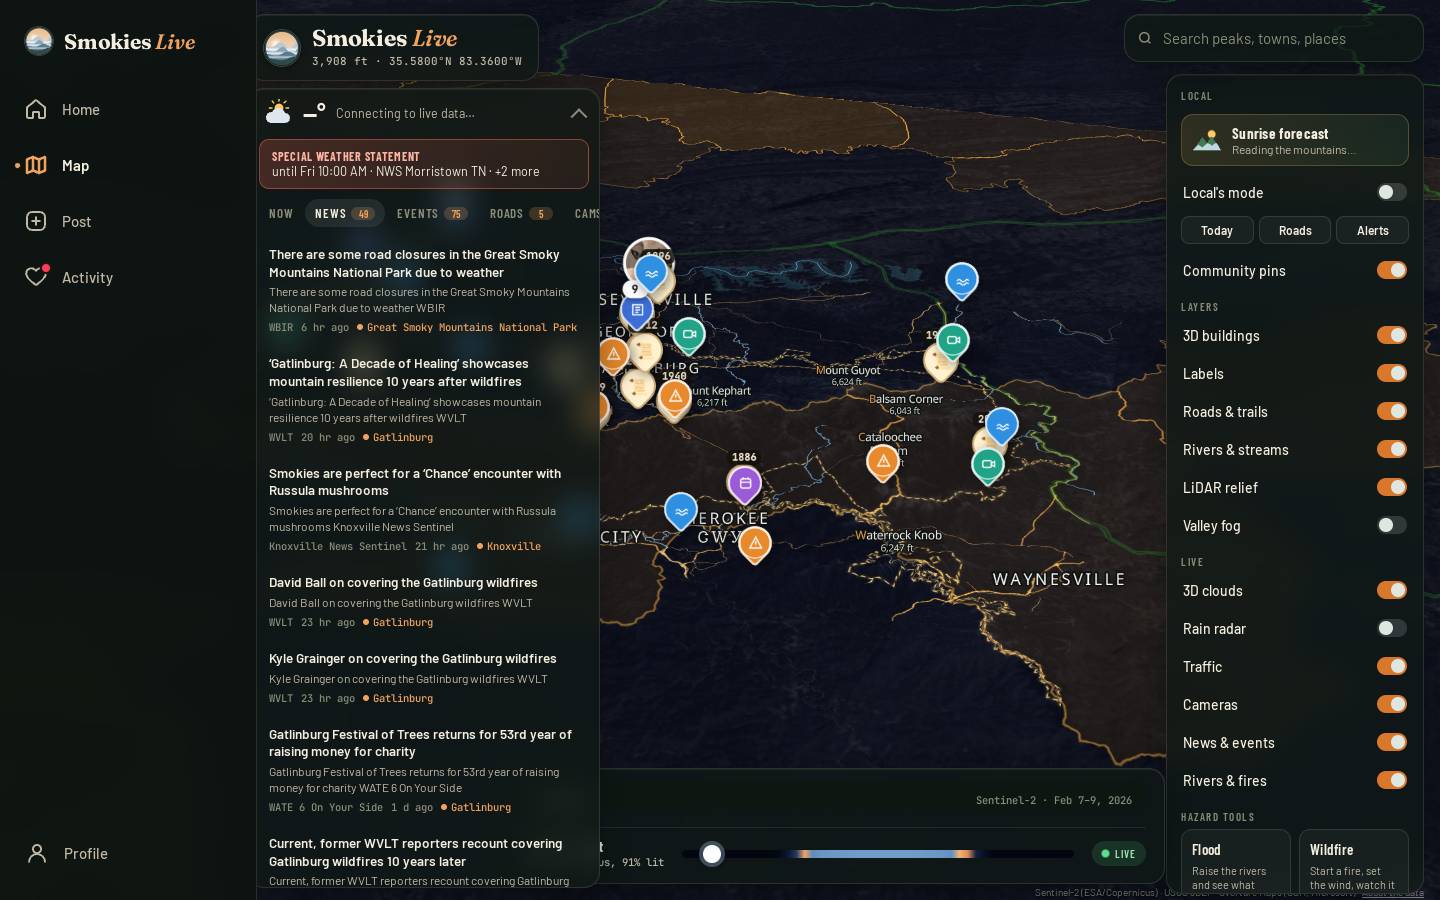 Smokies Live
Home
Map
Post
Activity
Profile
Smokies Live
3,908 ft · 35.5800°N 83.3600°W
Connecting to live data…
SPECIAL WEATHER STATEMENT
until Fri 10:00 AM · NWS Morristown TN · +2 more
NOW NEWS 49 EVENTS 75 ROADS 5 CAMS
There are some road closures in the Great Smoky
Mountains National Park due to weather
There are some road closures in the Great Smoky Mountains
National Park due to weather WBIR
WBIR 6 hr ago Great Smoky Mountains National Park
‘Gatlinburg: A Decade of Healing’ showcases
mountain resilience 10 years after wildfires
‘Gatlinburg: A Decade of Healing’ showcases mountain
resilience 10 years after wildfires WVLT
WVLT 20 hr ago Gatlinburg
Smokies are perfect for a ‘Chance’ encounter with
Russula mushrooms
Smokies are perfect for a ‘Chance’ encounter with Russula
mushrooms Knoxville News Sentinel
Knoxville News Sentinel 21 hr ago Knoxville
David Ball on covering the Gatlinburg wildfires
David Ball on covering the Gatlinburg wildfires WVLT
WVLT 23 hr ago Gatlinburg
Kyle Grainger on covering the Gatlinburg wildfires
Kyle Grainger on covering the Gatlinburg wildfires WVLT
WVLT 23 hr ago Gatlinburg
Gatlinburg Festival of Trees returns for 53rd year of
raising money for charity
Gatlinburg Festival of Trees returns for 53rd year of raising
money for charity WATE 6 On Your Side
WATE 6 On Your Side 1 d ago Gatlinburg
Current, former WVLT reporters recount covering
Gatlinburg wildfires 10 years later
Current, former WVLT reporters recount covering Gatlinburg
9
12
1940
unt Kephart
6,217 ft
Mount Guyot
6,624 ft
Balsam Corner
6,043 ft
Cataloochee
1886
EROKEE
ᏣᎳᎩ
CITY
Waterrock Knob
6,247 ft
WAYNESVILLE
Sentinel-2 · Feb 7–9, 2026
us, 91% lit
LIVE
Search peaks, towns, places
LOCAL
Sunrise forecast
Reading the mountains…
Local's mode
Today Roads Alerts
Community pins
LAYERS
3D buildings
Labels
Roads & trails
Rivers & streams
LiDAR relief
Valley fog
LIVE
3D clouds
Rain radar
Traffic
Cameras
News & events
Rivers & fires
HAZARD TOOLS
Flood
Raise the rivers
and see what
Wildfire
Start a fire, set
the wind, watch it
Sentinel-2 (ESA/Copernicus)